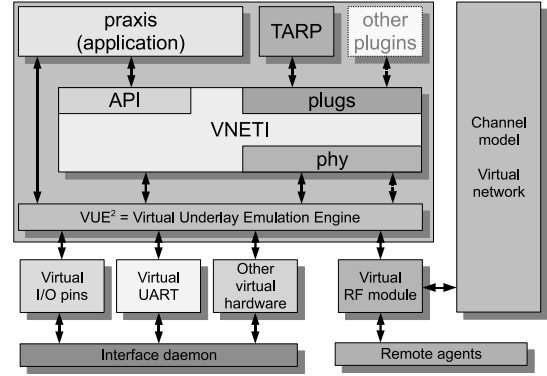 praxis
(application)
TARP
other
plugins
API
plugs
VNETI
phy
Channel
model
Virtual
network
VUE² = Virtual Underlay Emulation Engine
Virtual
I/O pins
Virtual
UART
Other
virtual
hardware
Virtual
RF module
Interface daemon
Remote agents